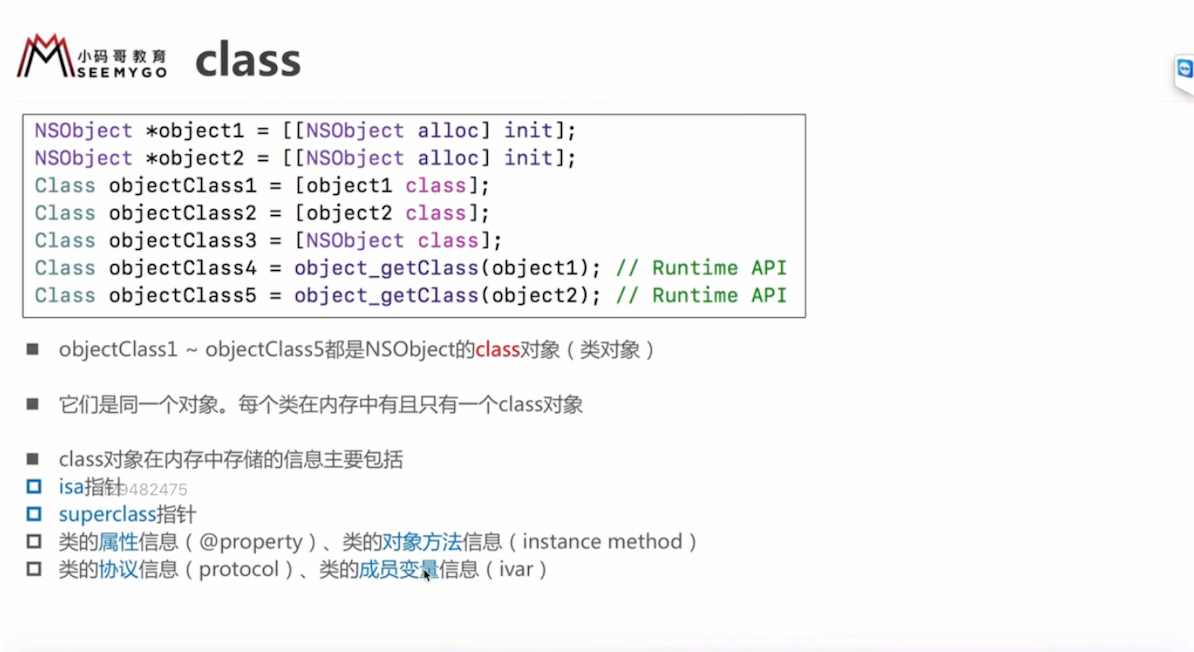 小码哥教育
SEEMYGO
class
NSObject *object1 = [[NSObject alloc] init];
NSObject *object2 = [[NSObject alloc] init];
Class objectClass1 = [object1 class];
Class objectClass2 = [object2 class];
Class objectClass3 = [NSObject class];
Class objectClass4 = object_getClass(object1); // Runtime API
Class objectClass5 = object_getClass(object2); // Runtime API
objectClass1 ~ objectClass5都是NSObject的class对象（类对象）
它们是同一个对象。每个类在内存中有且只有一个class对象
class对象在内存中存储的信息主要包括
isa指针
superclass指针
类的属性信息（@property）、类的对象方法信息（instance method）
类的协议信息（protocol）、类的成员变量信息（ivar）